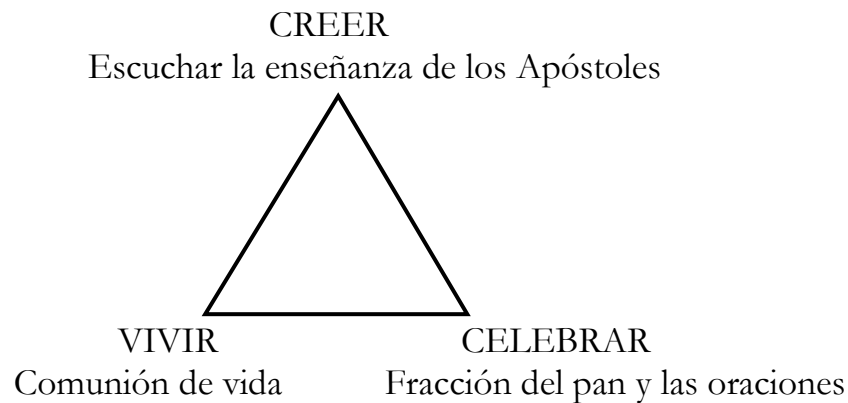 CREER
Escuchar la enseñanza de los Apóstoles
VIVIR CELEBRAR
Comunión de vida Fracción del pan y las oraciones